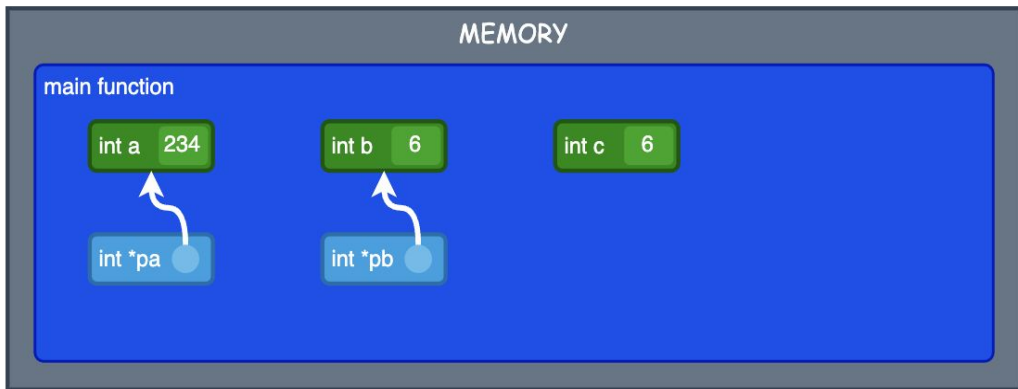 MEMORY
main function
int a 234 int b 6 int c 6
int *pa int *pb